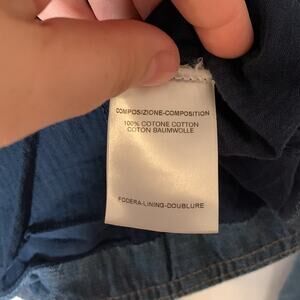 COMPOSIZIONE-COMPOSITION
100% COTONE COTTON
COTON BAUMWOLLE
FODERA-LINING-DOUBLURE